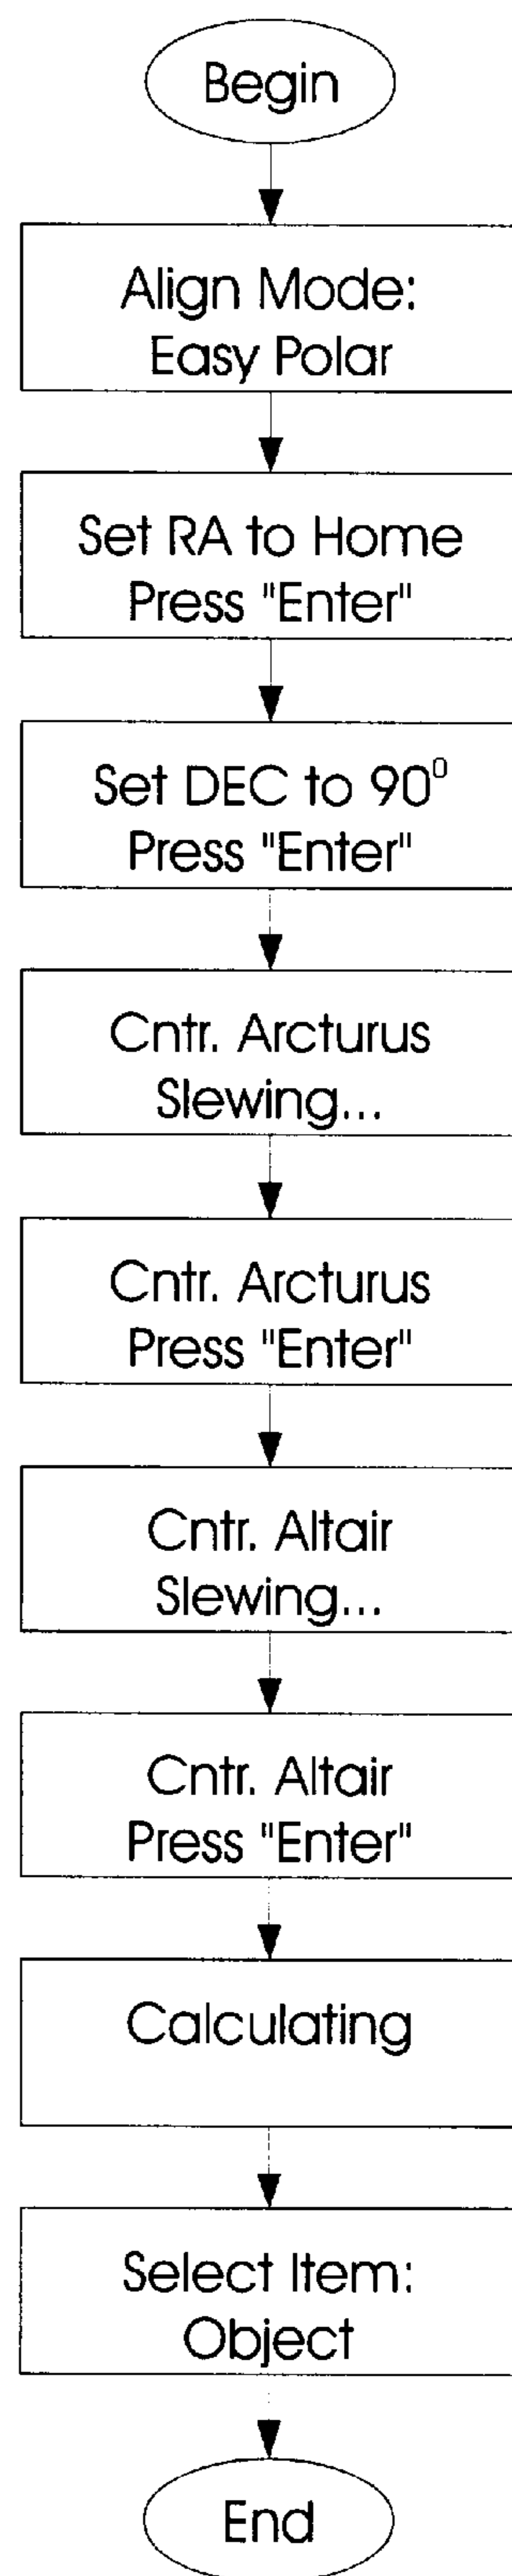 Begin
Align Mode:
Easy Polar
Set RA to Home
Press "Enter"
Set DEC to 90⁰
Press "Enter"
Cntr. Arcturus
Slewing...
Cntr. Arcturus
Press "Enter"
Cntr. Altair
Slewing...
Cntr. Altair
Press "Enter"
Calculating
Select Item:
Object
End